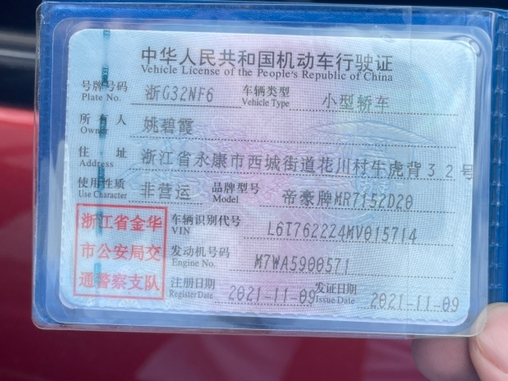 中华人民共和国机动车行驶证
Vehicle License of the People's Republic of China
号牌号码 浙G32NF6 车辆类型 小型轿车
Plate No. Vehicle Type
所有人 姚碧霞
Owner
住址 浙江省永康市西城街道花川村牛虎背32号
Address
使用性质 非营运 品牌型号 帝豪牌MR7152D20
Use Character Model
浙江省金华
市公安局交
通警察支队
车辆识别代号 L6T7622Z4MV015714
VIN
发动机号码 M7WA5900571
Engine No.
注册日期 2021-11-09 发证日期 2021-11-09
Register Date Issue Date